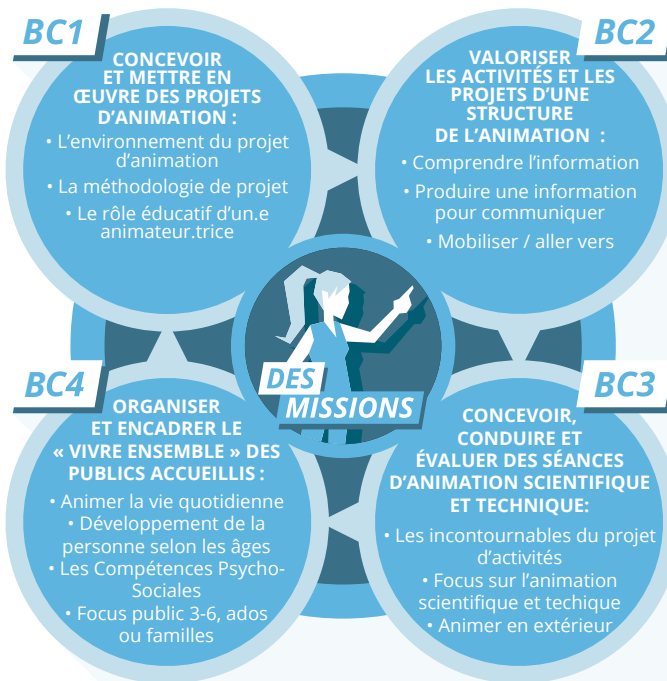 BC1
CONCEVOIR
ET METTRE EN
ŒUVRE DES PROJETS
D'ANIMATION :
• L'environnement du projet
d'animation
• La méthodologie de projet
• Le rôle éducatif d'un.e
animateur.trice
BC2
VALORISER
LES ACTIVITÉS ET LES
PROJETS D'UNE
STRUCTURE
DE L'ANIMATION :
• Comprendre l'information
• Produire une information
pour communiquer
• Mobiliser / aller vers
DES
MISSIONS
BC4
ORGANISER
ET ENCADRER LE
« VIVRE ENSEMBLE » DES
PUBLICS ACCUEILLIS :
• Animer la vie quotidienne
• Développement de la
personne selon les âges
• Les Compétences Psycho-
Sociales
• Focus public 3-6, ados
ou familles
BC3
CONCEVOIR,
CONDUIRE ET
ÉVALUER DES SÉANCES
D'ANIMATION SCIENTIFIQUE
ET TECHNIQUE:
• Les incontournables du projet
d'activités
• Focus sur l'animation
scientifique et techique
• Animer en extérieur